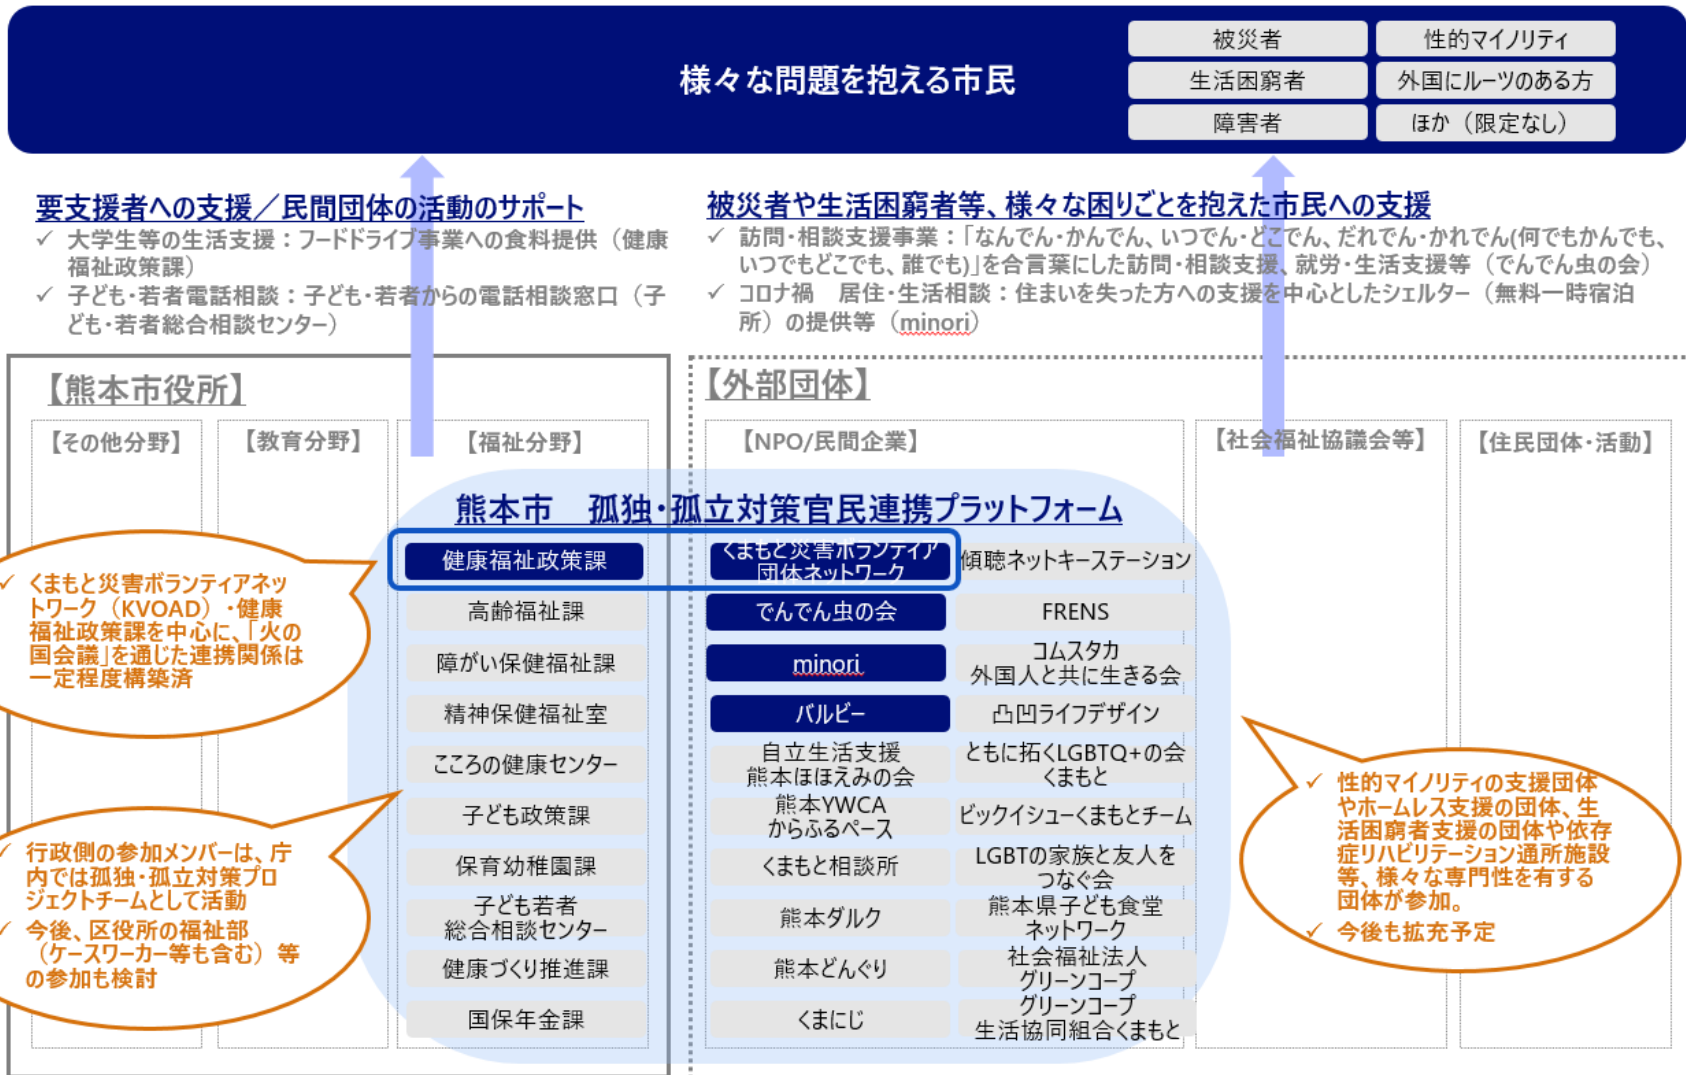 様々な問題を抱える市民
被災者
性的マイノリティ
生活困窮者
外国にルーツのある方
障害者
ほか（限定なし）
要支援者への支援／民間団体の活動のサポート
✓ 大学生等の生活支援：フードドライブ事業への食料提供（健康
福祉政策課）
✓ 子ども・若者電話相談：子ども・若者からの電話相談窓口（子
ども・若者総合相談センター）
被災者や生活困窮者等、様々な困りごとを抱えた市民への支援
✓ 訪問・相談支援事業：「なんでん・かんでん、いつでん・どこでん、だれでん・かれでん(何でもかんでも、
いつでもどこでも、誰でも)」を合言葉にした訪問・相談支援、就労・生活支援等（でんでん虫の会）
✓ コロナ禍　居住・生活相談：住まいを失った方への支援を中心としたシェルター（無料一時宿泊
所）の提供等（minori）
【熊本市役所】
【その他分野】
【教育分野】
【福祉分野】
【外部団体】
【NPO/民間企業】
【社会福祉協議会等】
【住民団体・活動】
熊本市　孤独・孤立対策官民連携プラットフォーム
健康福祉政策課
高齢福祉課
障がい保健福祉課
精神保健福祉室
こころの健康センター
子ども政策課
保育幼稚園課
子ども若者
総合相談センター
健康づくり推進課
国保年金課
くまもと災害ボランティア
団体ネットワーク
でんでん虫の会
minori
バルビー
自立生活支援
熊本ほほえみの会
熊本YWCA
からふるペース
くまもと相談所
熊本ダルク
熊本どんぐり
くまにじ
傾聴ネットキーステーション
FRENS
コムスタカ
外国人と共に生きる会
凸凹ライフデザイン
ともに拓くLGBTQ+の会
くまもと
ビックイシューくまもとチーム
LGBTの家族と友人を
つなぐ会
熊本県子ども食堂
ネットワーク
社会福祉法人
グリーンコープ
グリーンコープ
生活協同組合くまもと
✓ くまもと災害ボランティアネッ
トワーク（KVOAD）・健康
福祉政策課を中心に、「火の
国会議」を通じた連携関係は
一定程度構築済
✓ 行政側の参加メンバーは、庁
内では孤独・孤立対策プロ
ジェクトチームとして活動
✓ 今後、区役所の福祉部
（ケースワーカー等も含む）等
の参加も検討
✓ 性的マイノリティの支援団体
やホームレス支援の団体、生
活困窮者支援の団体や依存
症リハビリテーション通所施設
等、様々な専門性を有する
団体が参加。
✓ 今後も拡充予定